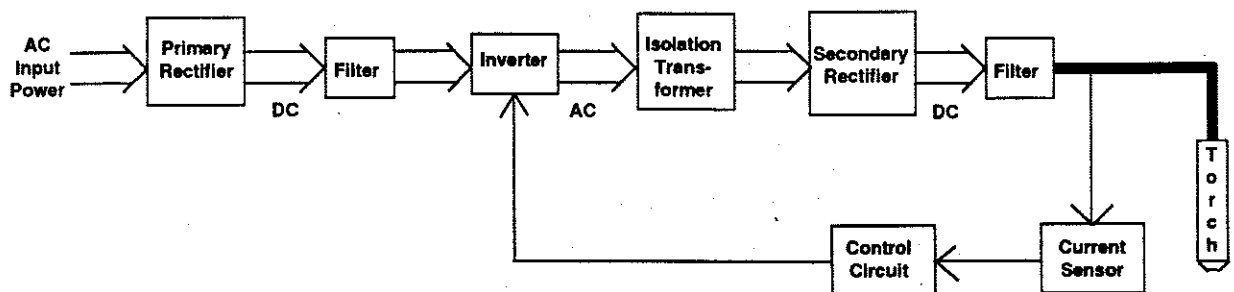 AC
Input
Power
Primary
Rectifier
DC
Filter
Inverter
AC
Isolation
Trans-
former
Secondary
Rectifier
DC
Filter
Torch
Control
Circuit
Current
Sensor